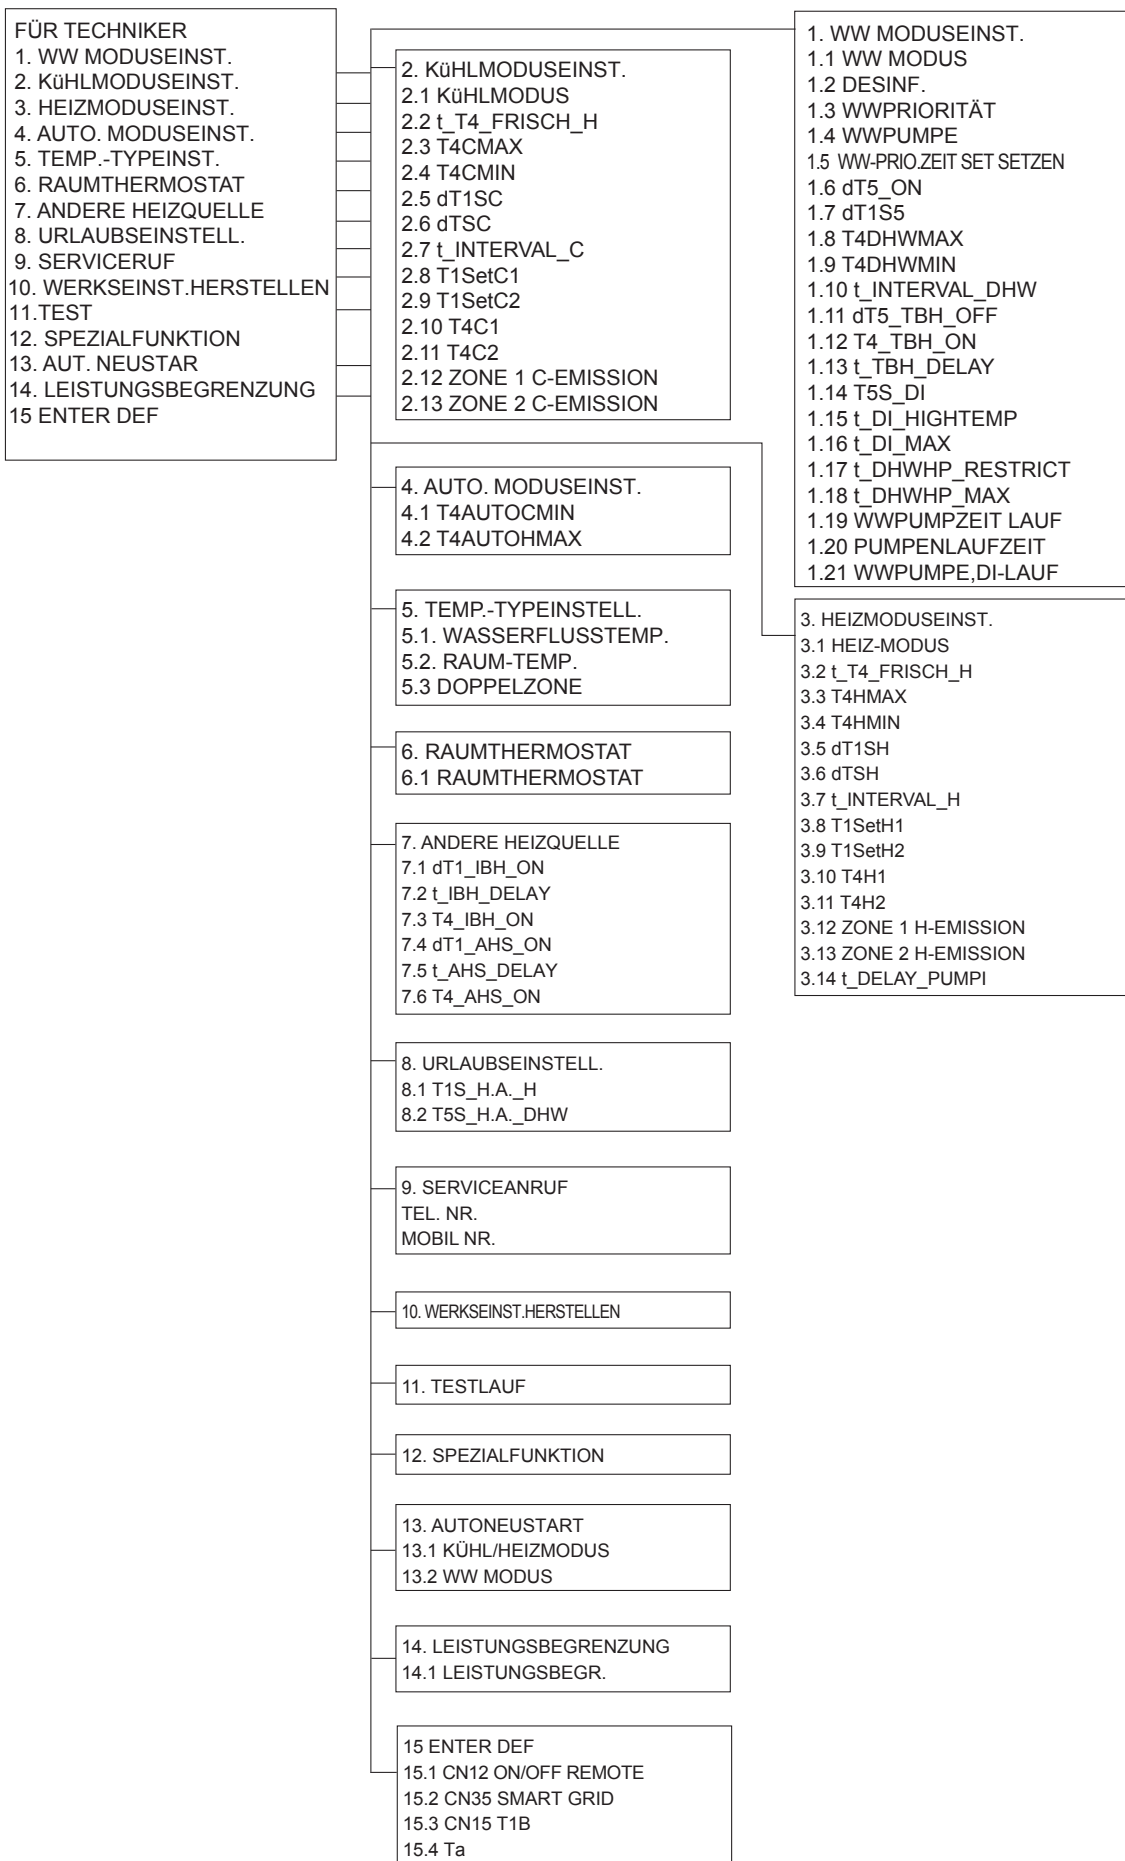 FÜR TECHNIKER
1. WW MODUSEINST.
2. KüHLMODUSEINST.
3. HEIZMODUSEINST.
4. AUTO. MODUSEINST.
5. TEMP.-TYPEINST.
6. RAUMTHERMOSTAT
7. ANDERE HEIZQUELLE
8. URLAUBSEINSTELL.
9. SERVICERUF
10. WERKSEINST.HERSTELLEN
11.TEST
12. SPEZIALFUNKTION
13. AUT. NEUSTAR
14. LEISTUNGSBEGRENZUNG
15 ENTER DEF
1. WW MODUSEINST.
1.1 WW MODUS
1.2 DESINF.
1.3 WWPRIORITÄT
1.4 WWPUMPE
1.5 WW-PRIO.ZEIT SET SETZEN
1.6 dT5_ON
1.7 dT1S5
1.8 T4DHWMAX
1.9 T4DHWMIN
1.10 t_INTERVAL_DHW
1.11 dT5_TBH_OFF
1.12 T4_TBH_ON
1.13 t_TBH_DELAY
1.14 T5S_DI
1.15 t_DI_HIGHTEMP
1.16 t_DI_MAX
1.17 t_DHWHP_RESTRICT
1.18 t_DHWHP_MAX
1.19 WWPUMPZEIT LAUF
1.20 PUMPENLAUFZEIT
1.21 WWPUMPE,DI-LAUF
2. KüHLMODUSEINST.
2.1 KüHLMODUS
2.2 t_T4_FRISCH_H
2.3 T4CMAX
2.4 T4CMIN
2.5 dT1SC
2.6 dTSC
2.7 t_INTERVAL_C
2.8 T1SetC1
2.9 T1SetC2
2.10 T4C1
2.11 T4C2
2.12 ZONE 1 C-EMISSION
2.13 ZONE 2 C-EMISSION
3. HEIZMODUSEINST.
3.1 HEIZ-MODUS
3.2 t_T4_FRISCH_H
3.3 T4HMAX
3.4 T4HMIN
3.5 dT1SH
3.6 dTSH
3.7 t_INTERVAL_H
3.8 T1SetH1
3.9 T1SetH2
3.10 T4H1
3.11 T4H2
3.12 ZONE 1 H-EMISSION
3.13 ZONE 2 H-EMISSION
3.14 t_DELAY_PUMPI
4. AUTO. MODUSEINST.
4.1 T4AUTOCMIN
4.2 T4AUTOHMAX
5. TEMP.-TYPEINSTELL.
5.1. WASSERFLUSSTEMP.
5.2. RAUM-TEMP.
5.3 DOPPELZONE
6. RAUMTHERMOSTAT
6.1 RAUMTHERMOSTAT
7. ANDERE HEIZQUELLE
7.1 dT1_IBH_ON
7.2 t_IBH_DELAY
7.3 T4_IBH_ON
7.4 dT1_AHS_ON
7.5 t_AHS_DELAY
7.6 T4_AHS_ON
8. URLAUBSEINSTELL.
8.1 T1S_H.A._H
8.2 T5S_H.A._DHW
9. SERVICEANRUF
TEL. NR.
MOBIL NR.
10. WERKSEINST.HERSTELLEN
11. TESTLAUF
12. SPEZIALFUNKTION
13. AUTONEUSTART
13.1 KÜHL/HEIZMODUS
13.2 WW MODUS
14. LEISTUNGSBEGRENZUNG
14.1 LEISTUNGSBEGR.
15 ENTER DEF
15.1 CN12 ON/OFF REMOTE
15.2 CN35 SMART GRID
15.3 CN15 T1B
15.4 Ta